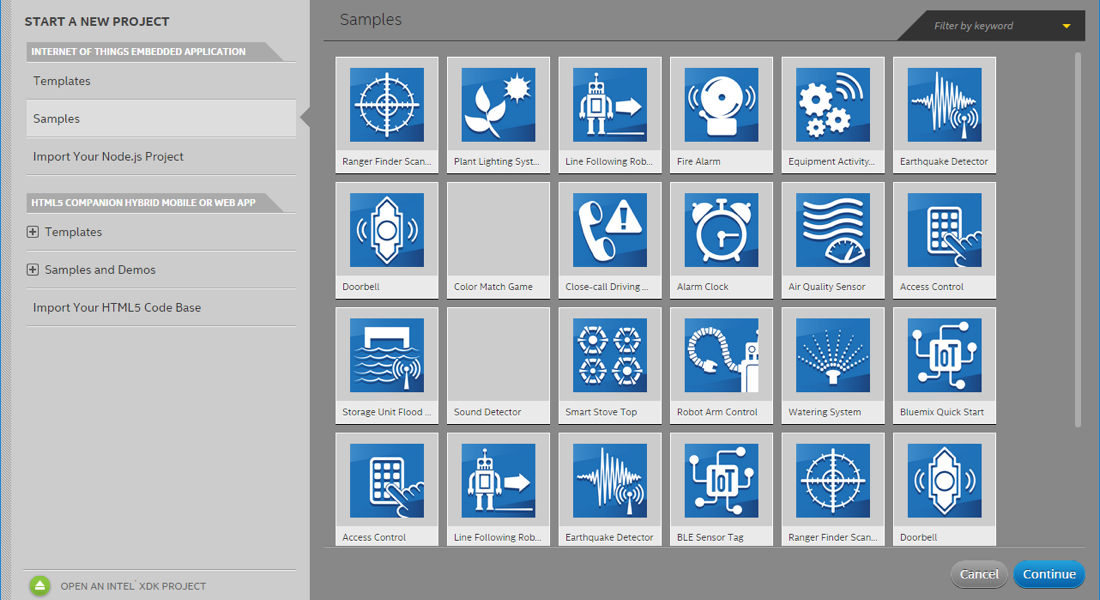 START A NEW PROJECT
INTERNET OF THINGS EMBEDDED APPLICATION
Templates
Samples
Import Your Node.js Project
HTML5 COMPANION HYBRID MOBILE OR WEB APP
Templates
Samples and Demos
Import Your HTML5 Code Base
OPEN AN INTEL® XDK PROJECT
Samples
Filter by keyword
Ranger Finder Scan...
Plant Lighting Syst...
Line Following Rob...
Fire Alarm
Equipment Activity...
Earthquake Detector
Doorbell
Color Match Game
Close-call Driving ...
Alarm Clock
Air Quality Sensor
Access Control
Storage Unit Flood ...
Sound Detector
Smart Stove Top
Robot Arm Control
Watering System
IoT
Bluemix Quick Start
Access Control
Line Following Rob...
Earthquake Detector
IoT
BLE Sensor Tag
Ranger Finder Scan...
Doorbell
Cancel
Continue